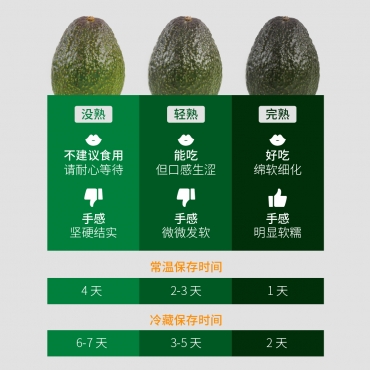 没熟 轻熟 完熟
不建议食用 能吃 好吃
请耐心等待 但口感生涩 绵软细化
手感 手感 手感
坚硬结实 微微发软 明显软糯
常温保存时间
4 天 2-3 天 1 天
冷藏保存时间
6-7 天 3-5 天 2 天